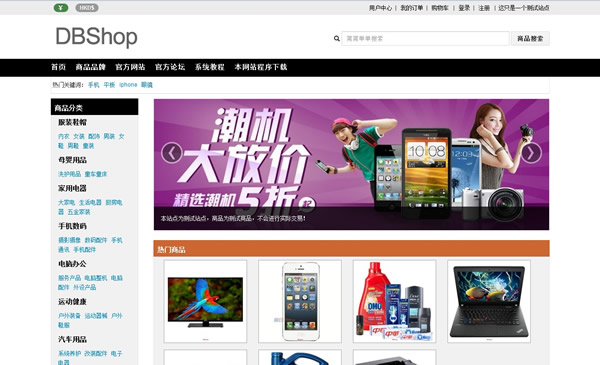 ¥ HKD$
用户中心 | 我的订单 | 购物车 | 登录 | 注册 | 这只是一个测试站点
DBShop
简简单单搜索 商品搜索
首页 商品品牌 官方网站 官方论坛 系统教程 本网站程序下载
热门关键词: 手机 平板 iphone 眼镜
商品分类
服装鞋帽
内衣 女装 配饰 男装 女
鞋 男鞋 童装
母婴用品
洗护用品 童车童床
家用电器
大家电 生活电器 厨房电
器 五金家装
手机数码
摄影摄像 数码配件 手机
通讯 手机配件
电脑办公
服务产品 电脑整机 电脑
配件 外设产品
运动健康
户外装备 运动器械 户外
鞋服
汽车用品
系统养护 改装配件 电子
电器
潮机
大放价
精选潮机5折
本站点为测试站点，商品为测试商品，不会进行实际交易！
热门商品